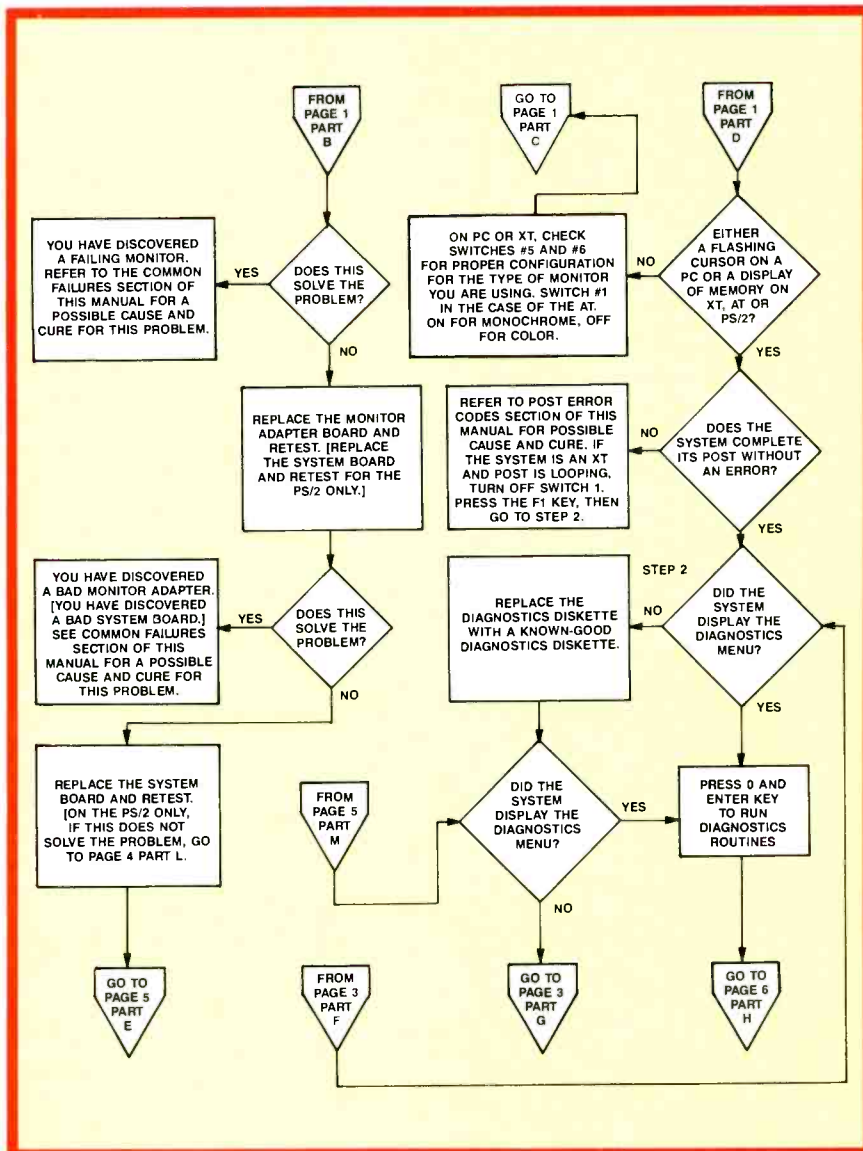 FROM
PAGE 1
PART
B
DOES THIS
SOLVE THE
PROBLEM?
YES
YOU HAVE DISCOVERED
A FAILING MONITOR.
REFER TO THE COMMON
FAILURES SECTION OF
THIS MANUAL FOR A
POSSIBLE CAUSE AND
CURE FOR THIS PROBLEM.
NO
REPLACE THE MONITOR
ADAPTER BOARD AND
RETEST. [REPLACE
THE SYSTEM BOARD
AND RETEST FOR THE
PS/2 ONLY.]
DOES THIS
SOLVE THE
PROBLEM?
YES
YOU HAVE DISCOVERED
A BAD MONITOR ADAPTER.
[YOU HAVE DISCOVERED
A BAD SYSTEM BOARD.]
SEE COMMON FAILURES
SECTION OF THIS
MANUAL FOR A POSSIBLE
CAUSE AND CURE FOR
THIS PROBLEM.
NO
REPLACE THE SYSTEM
BOARD AND RETEST.
[ON THE PS/2 ONLY,
IF THIS DOES NOT
SOLVE THE PROBLEM, GO
TO PAGE 4 PART L.
GO TO
PAGE 5
PART
E
GO TO
PAGE 1
PART
C
FROM
PAGE 1
PART
D
EITHER
A FLASHING
CURSOR ON A
PC OR A DISPLAY
OF MEMORY ON
XT, AT OR
PS/2?
NO
ON PC OR XT, CHECK
SWITCHES #5 AND #6
FOR PROPER CONFIGURATION
FOR THE TYPE OF MONITOR
YOU ARE USING. SWITCH #1
IN THE CASE OF THE AT.
ON FOR MONOCHROME, OFF
FOR COLOR.
YES
DOES THE
SYSTEM COMPLETE
ITS POST WITHOUT
AN ERROR?
NO
REFER TO POST ERROR
CODES SECTION OF THIS
MANUAL FOR POSSIBLE
CAUSE AND CURE. IF
THE SYSTEM IS AN XT
AND POST IS LOOPING,
TURN OFF SWITCH 1.
PRESS THE F1 KEY, THEN
GO TO STEP 2.
YES
STEP 2
DID THE
SYSTEM
DISPLAY THE
DIAGNOSTICS
MENU?
NO
REPLACE THE
DIAGNOSTICS DISKETTE
WITH A KNOWN-GOOD
DIAGNOSTICS DISKETTE.
YES
FROM
PAGE 5
PART
M
DID THE
SYSTEM
DISPLAY THE
DIAGNOSTICS
MENU?
YES
PRESS 0 AND
ENTER KEY
TO RUN
DIAGNOSTICS
ROUTINES
NO
FROM
PAGE 3
PART
F
GO TO
PAGE 3
PART
G
GO TO
PAGE 6
PART
H